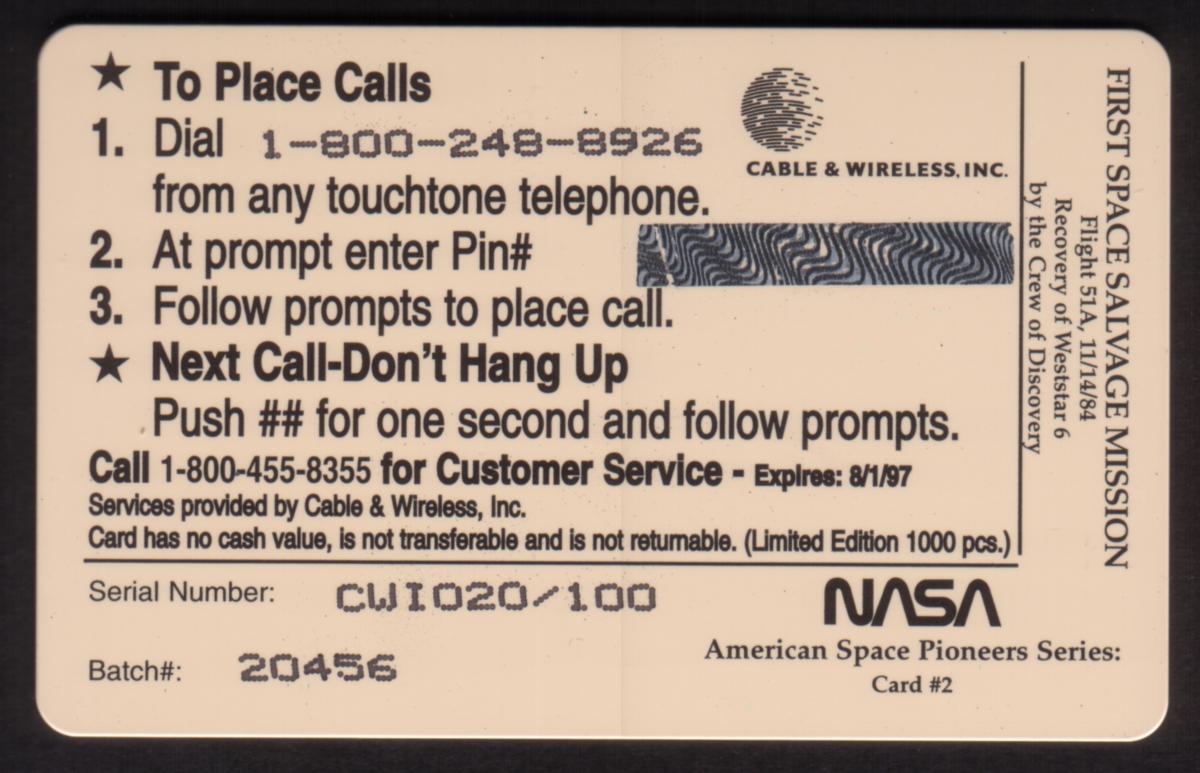 ★ To Place Calls
1. Dial 1-800-248-8926
from any touchtone telephone.
2. At prompt enter Pin#
3. Follow prompts to place call.
★ Next Call-Don't Hang Up
Push ## for one second and follow prompts.
Call 1-800-455-8355 for Customer Service - Expires: 8/1/97
Services provided by Cable & Wireless, Inc.
Card has no cash value, is not transferable and is not returnable. (Limited Edition 1000 pcs.)
CABLE & WIRELESS, INC.
FIRST SPACE SALVAGE MISSION
Flight 51A, 11/14/84
Recovery of Weststar 6
by the Crew of Discovery
Serial Number: CWI020/100
Batch#: 20456
NASA
American Space Pioneers Series:
Card #2